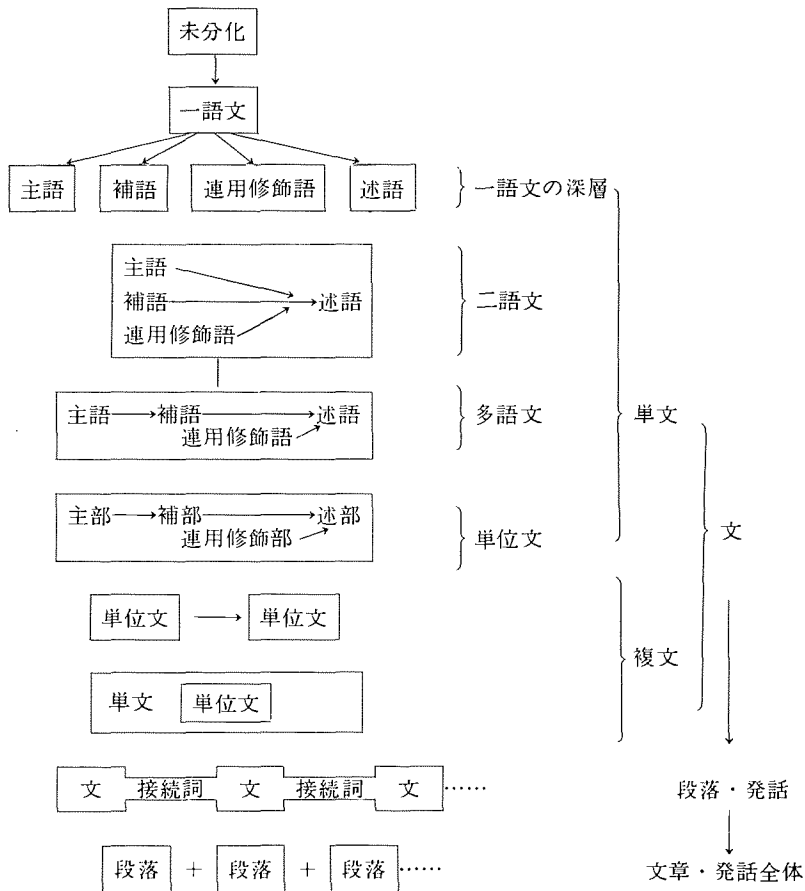 未分化
一語文
主語 補語 連用修飾語 述語 一語文の深層
主語
補語 述語 二語文
連用修飾語
主語 補語 述語 多語文 単文
連用修飾語
主部 補部 述部 単位文 文
連用修飾部
単位文 単位文
複文
単文 単位文
文 接続詞 文 接続詞 文 …… 段落・発話
段落 + 段落 + 段落 …… 文章・発話全体